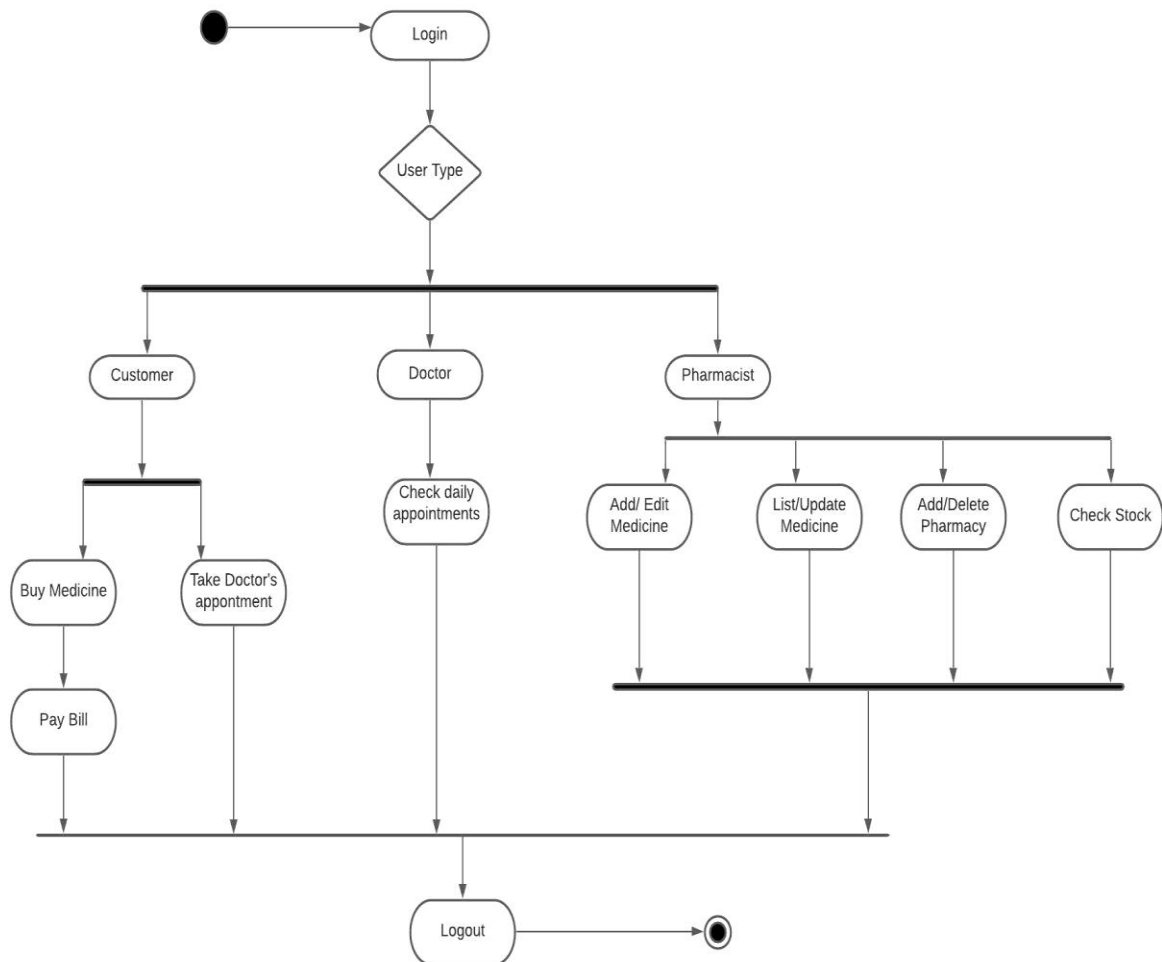 Login
User Type
Customer
Doctor
Pharmacist
Check daily
appointments
Add/ Edit
Medicine
List/Update
Medicine
Add/Delete
Pharmacy
Check Stock
Buy Medicine
Take Doctor's
appontment
Pay Bill
Logout